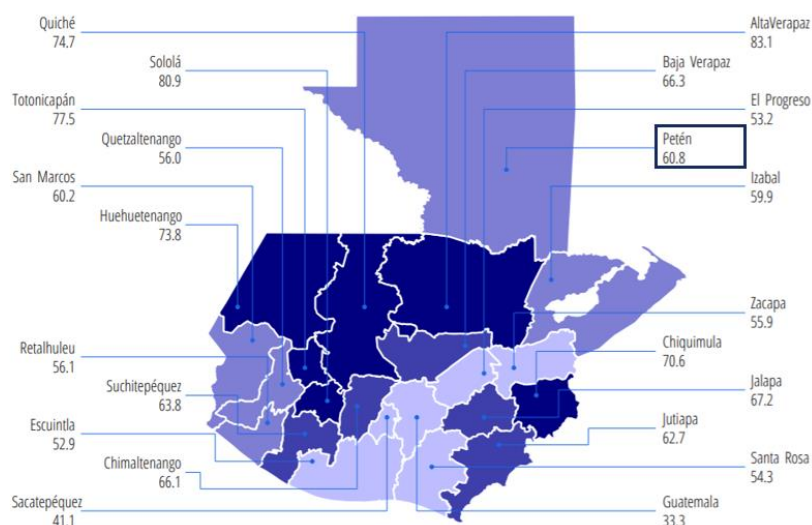 Quiché
74.7
Sololá
80.9
Totonicapán
77.5
Quetzaltenango
56.0
San Marcos
60.2
Huehuetenango
73.8
Retalhuleu
56.1
Suchitepéquez
63.8
Escuintla
52.9
Chimaltenango
66.1
Sacatepéquez
41.1
AltaVerapaz
83.1
Baja Verapaz
66.3
El Progreso
53.2
Petén
60.8
Izabal
59.9
Zacapa
55.9
Chiquimula
70.6
Jalapa
67.2
Jutiapa
62.7
Santa Rosa
54.3
Guatemala
33.3